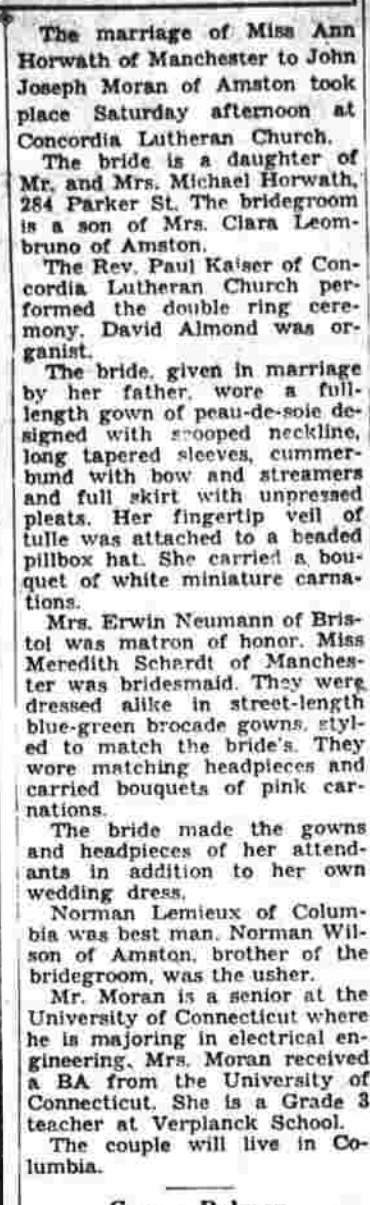 The marriage of Miss Ann
Horwath of Manchester to John
Joseph Moran of Amston took
place Saturday afternoon at
Concordia Lutheran Church.
The bride is a daughter of
Mr. and Mrs. Michael Horwath,
284 Parker St. The bridegroom
is a son of Mrs. Clara Leom-
bruno of Amston.
The Rev. Paul Kaiser of Con-
cordia Lutheran Church per-
formed the double ring cere-
mony. David Almond was or-
ganist.
The bride, given in marriage
by her father, wore a full-
length gown of peau-de-soie de-
signed with scooped neckline,
long tapered sleeves, cummer-
bund with bow and streamers
and full skirt with unpressed
pleats. Her fingertip veil of
tulle was attached to a beaded
pillbox hat. She carried a bou-
quet of white miniature carna-
tions.
Mrs. Erwin Neumann of Bris-
tol was matron of honor. Miss
Meredith Schardt of Manches-
ter was bridesmaid. They were
dressed alike in street-length
blue-green brocade gowns, styl-
ed to match the bride's. They
wore matching headpieces and
carried bouquets of pink car-
nations.
The bride made the gowns
and headpieces of her attend-
ants in addition to her own
wedding dress.
Norman Lemieux of Colum-
bia was best man. Norman Wil-
son of Amston, brother of the
bridegroom, was the usher.
Mr. Moran is a senior at the
University of Connecticut where
he is majoring in electrical en-
gineering. Mrs. Moran received
a BA from the University of
Connecticut. She is a Grade 3
teacher at Verplanck School.
The couple will live in Co-
lumbia.